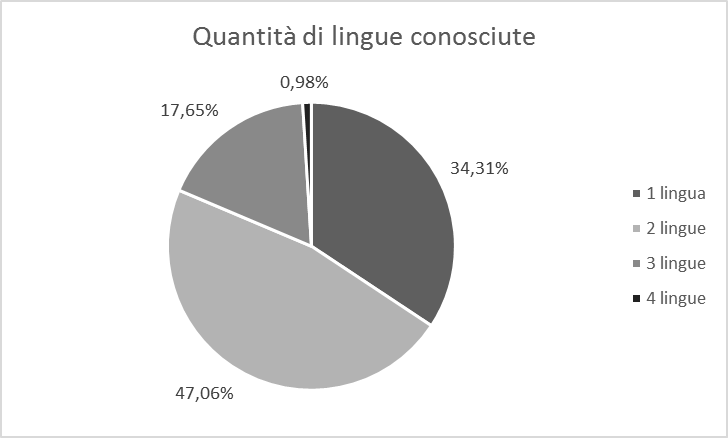 Quantità di lingue conosciute
0,98%
17,65%
34,31%
47,06%
1 lingua
2 lingue
3 lingue
4 lingue